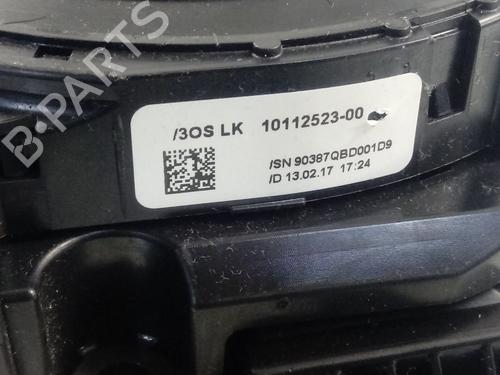 B-PARTS
/3OS LK 10112523-00
/SN 90387QBD001D9
/D 13.02.17 17:24